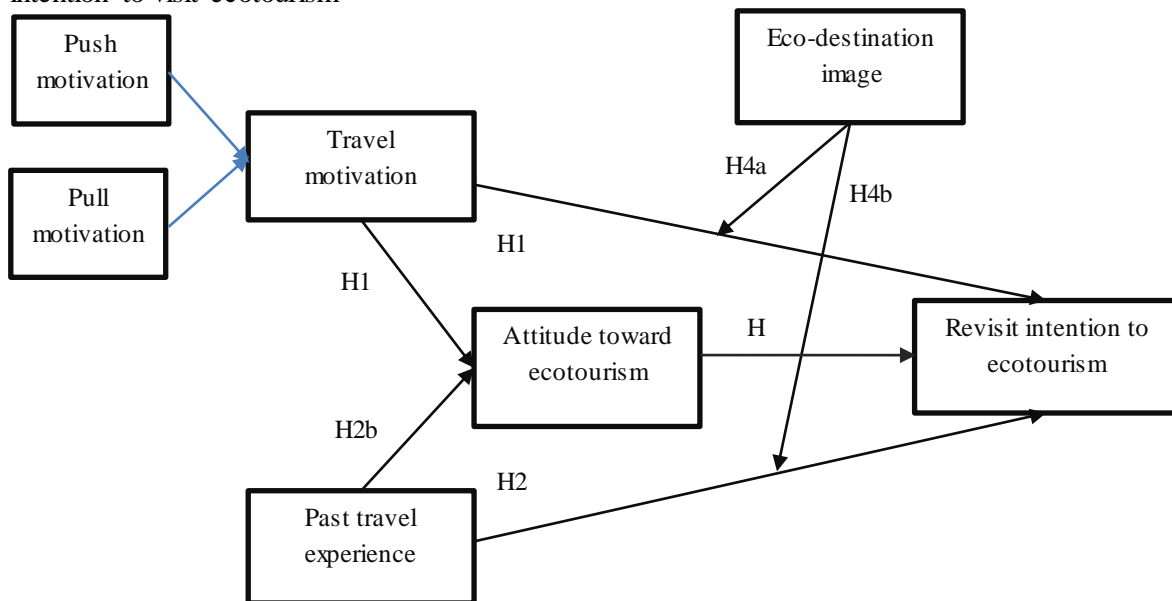 intention to visit ecotourism
Push
motivation
Eco-destination
image
Travel
motivation
Pull
motivation
H4a
H4b
H1
H1
Attitude toward
ecotourism
H
Revisit intention to
ecotourism
H2b
H2
Past travel
experience